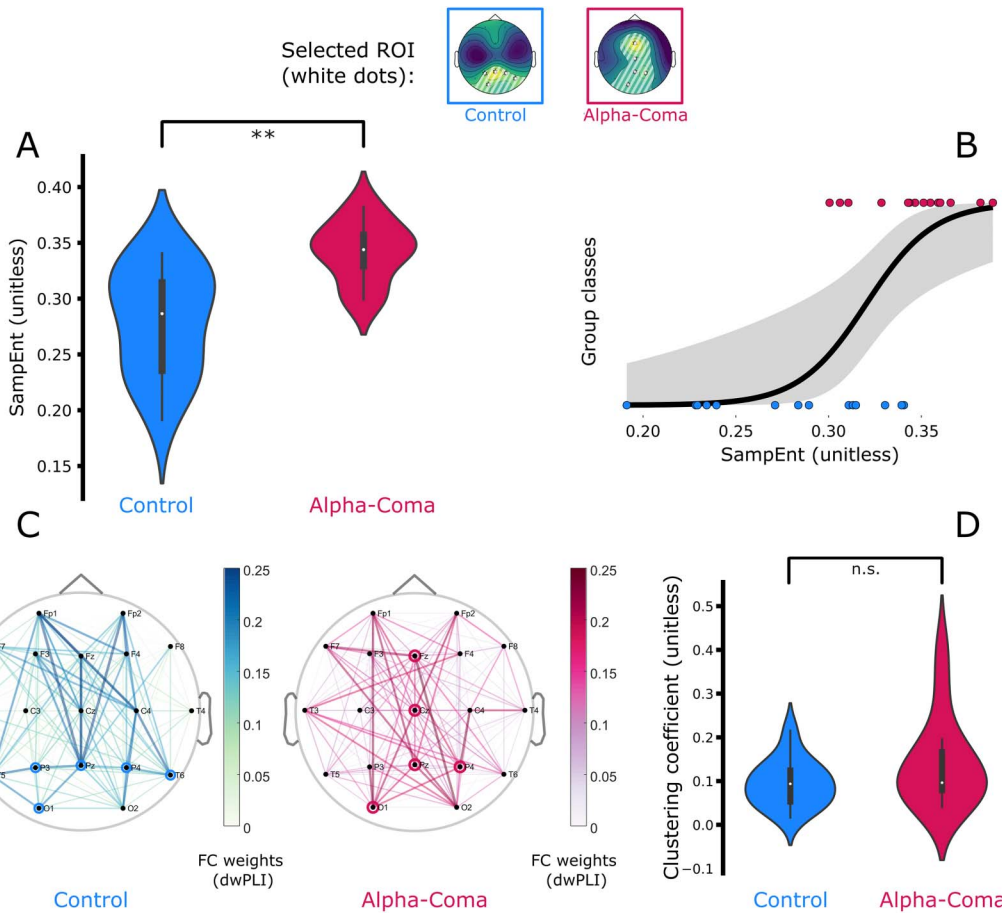 Selected ROI
(white dots):
Control
Alpha-Coma
A
**
0.40
0.35
0.30
0.25
0.20
0.15
SampEnt (unitless)
Control
Alpha-Coma
B
Group classes
0.20
0.25
0.30
0.35
SampEnt (unitless)
C
Fp1
Fp2
F7
F3
Fz
F4
F8
C3
Cz
C4
T4
T5
P3
Pz
P4
T6
O1
O2
0.25
0.2
0.15
0.1
0.05
0
FC weights
(dwPLI)
Control
Fp1
Fp2
F7
F3
Fz
F4
F8
T3
C3
Cz
C4
T4
T5
P3
Pz
P4
T6
O1
O2
0.25
0.2
0.15
0.1
0.05
0
FC weights
(dwPLI)
Alpha-Coma
D
n.s.
0.5
0.4
0.3
0.2
0.1
0.0
−0.1
Clustering coefficient (unitless)
Control
Alpha-Coma